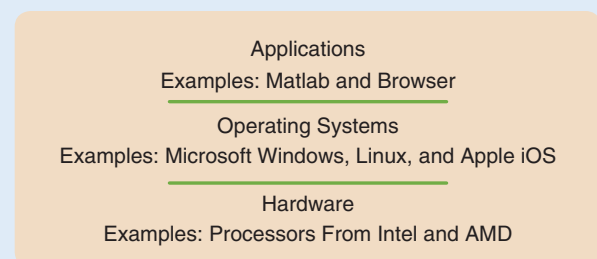 Applications
Examples: Matlab and Browser
Operating Systems
Examples: Microsoft Windows, Linux, and Apple iOS
Hardware
Examples: Processors From Intel and AMD